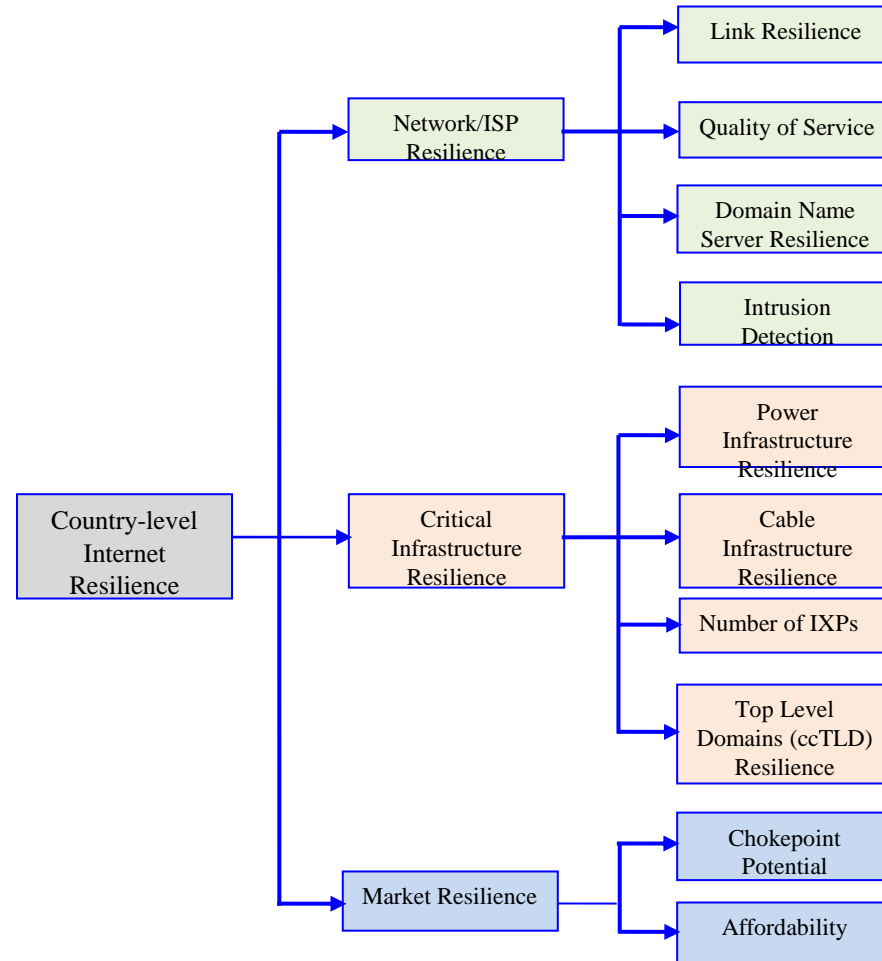 Link Resilience
Network/ISP
Resilience
Quality of Service
Domain Name
Server Resilience
Intrusion
Detection
Power
Infrastructure
Resilience
Country-level
Internet
Resilience
Critical
Infrastructure
Resilience
Cable
Infrastructure
Resilience
Number of IXPs
Top Level
Domains (ccTLD)
Resilience
Market Resilience
Chokepoint
Potential
Affordability